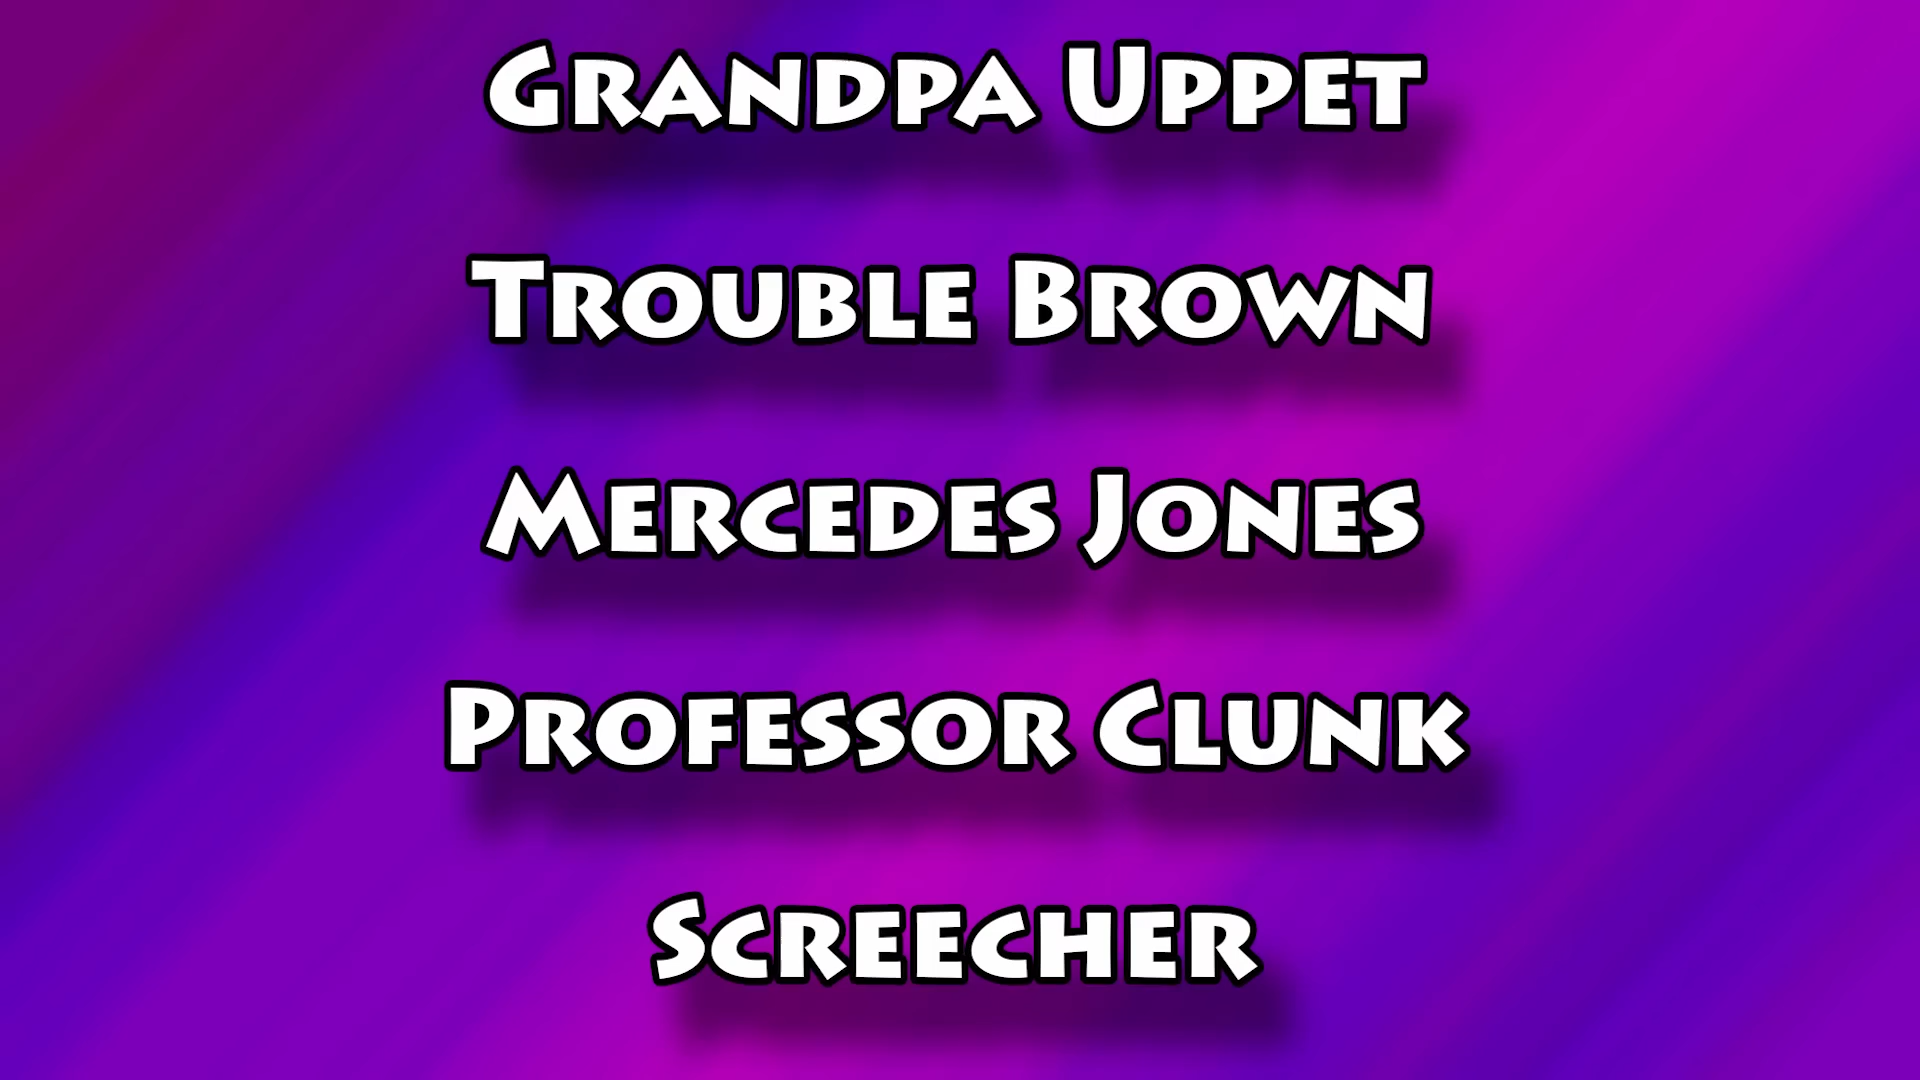 Grandpa Uppet
Trouble Brown
Mercedes Jones
Professor Clunk
Screecher